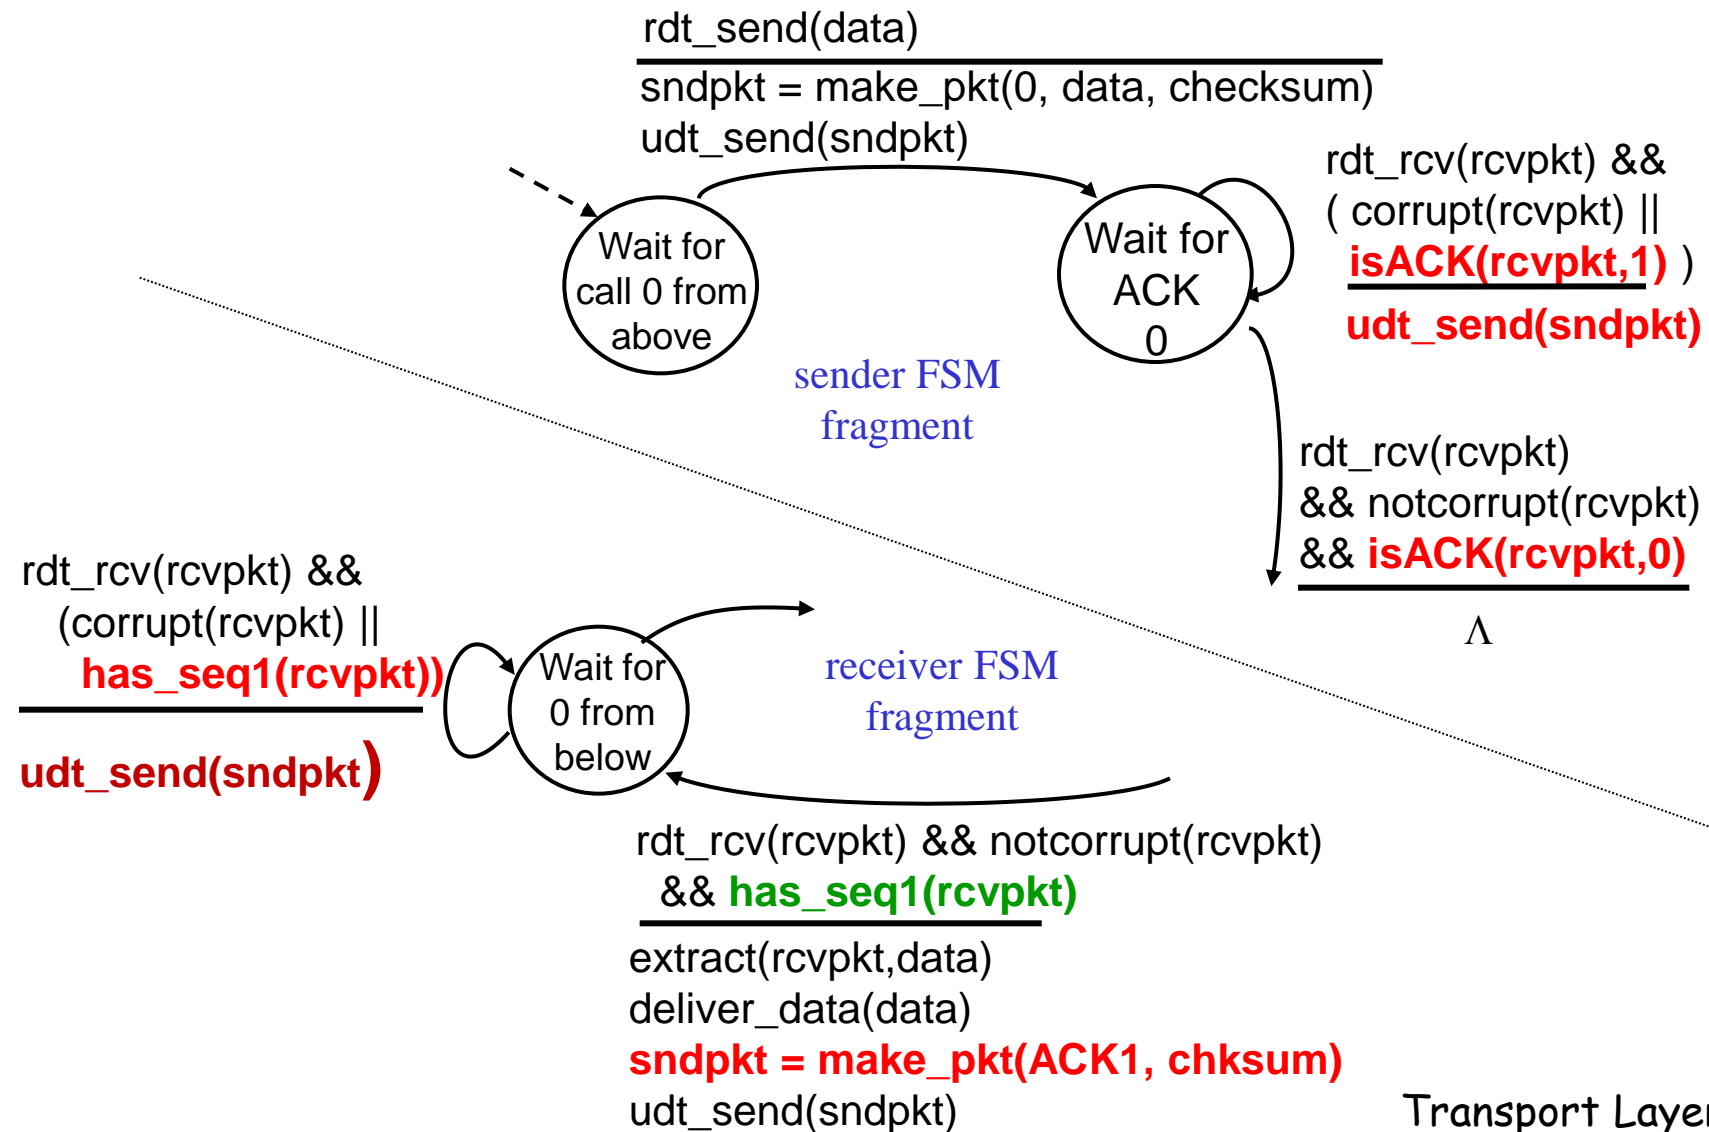 rdt_send(data)
sndpkt = make_pkt(0, data, checksum)
udt_send(sndpkt)
Wait for
call 0 from
above
Wait for
ACK
0
rdt_rcv(rcvpkt) &&
( corrupt(rcvpkt) ||
isACK(rcvpkt,1) )
udt_send(sndpkt)
sender FSM
fragment
rdt_rcv(rcvpkt)
&& notcorrupt(rcvpkt)
&& isACK(rcvpkt,0)
Λ
rdt_rcv(rcvpkt) &&
(corrupt(rcvpkt) ||
has_seq1(rcvpkt))
udt_send(sndpkt)
Wait for
0 from
below
receiver FSM
fragment
rdt_rcv(rcvpkt) && notcorrupt(rcvpkt)
&& has_seq1(rcvpkt)
extract(rcvpkt,data)
deliver_data(data)
sndpkt = make_pkt(ACK1, chksum)
udt_send(sndpkt)
Transport Layer